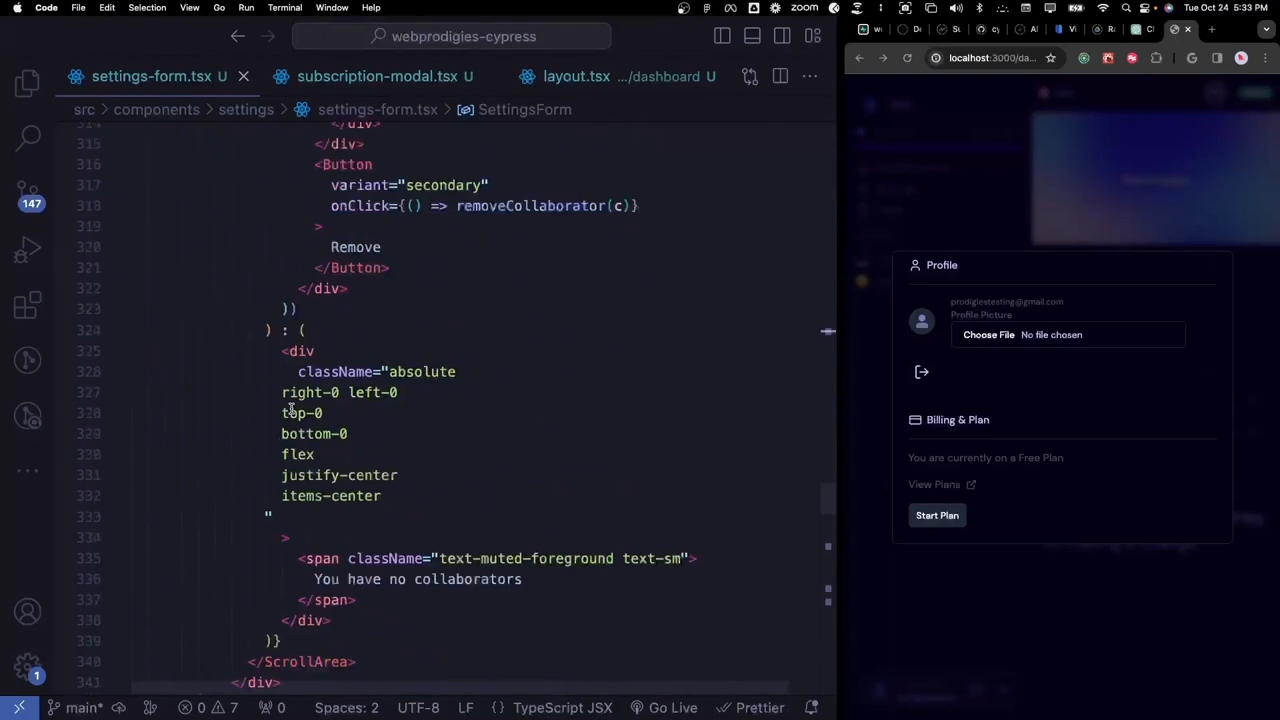 Code File Edit Selection View Go Run Terminal Window Help
zoom
Tue Oct 24 5:33 PM
webprodigies-cypress
settings-form.tsx U
subscription-modal.tsx U
layout.tsx .../dashboard U
src components settings settings-form.tsx SettingsForm
</div>
315 </div>
316 <Button
317 variant="secondary"
318 onClick={() => removeCollaborator(c)}
319 >
320 Remove
321 </Button>
322 </div>
323 ))
324 ) : (
325 <div
326 className="absolute
327 right-0 left-0
328 top-0
329 bottom-0
330 flex
331 justify-center
332 items-center
333 "
334 >
335 <span className="text-muted-foreground text-sm">
336 You have no collaborators
337 </span>
338 </div>
339 )}
340 </ScrollArea>
341 </div>
147
1
main*
0 7
0
Spaces: 2
UTF-8
LF
TypeScript JSX
Go Live
Prettier
localhost:3000/da...
Profile
prodigiestesting@gmail.com
Profile Picture
Choose File No file chosen
Billing & Plan
You are currently on a Free Plan
View Plans
Start Plan